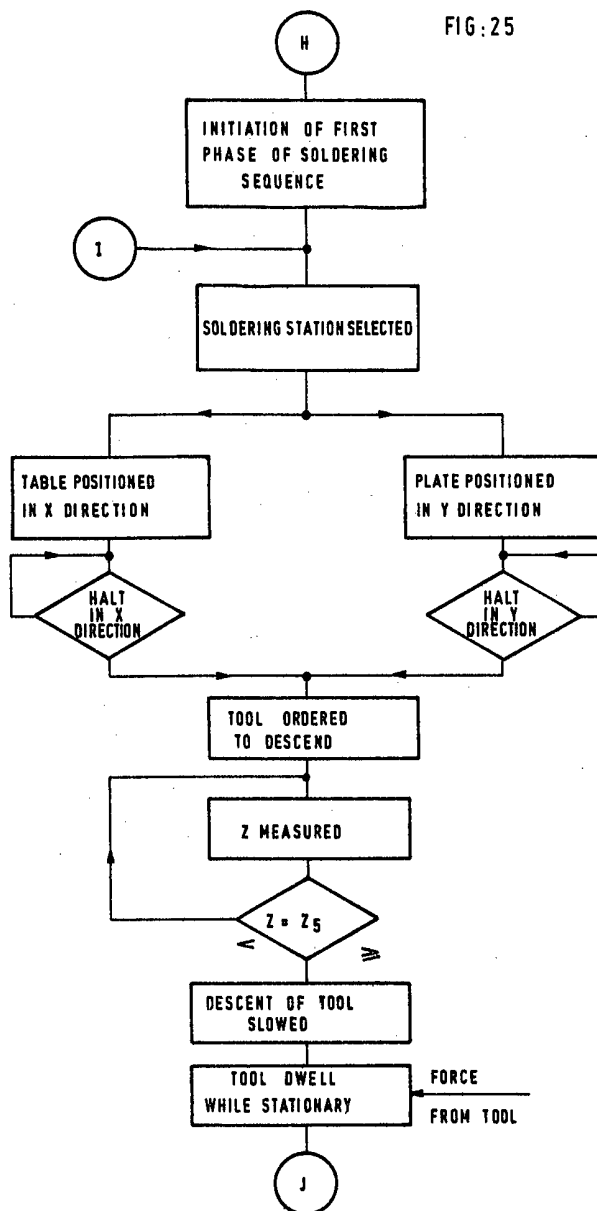 FIG:25
H
INITIATION OF FIRST
PHASE OF SOLDERING
SEQUENCE
I
SOLDERING STATION SELECTED
TABLE POSITIONED
IN X DIRECTION
PLATE POSITIONED
IN Y DIRECTION
HALT
IN X
DIRECTION
HALT
IN Y
DIRECTION
TOOL ORDERED
TO DESCEND
Z MEASURED
Z = Z5
< ⩾
DESCENT OF TOOL
SLOWED
TOOL DWELL
WHILE STATIONARY
FORCE
FROM TOOL
J